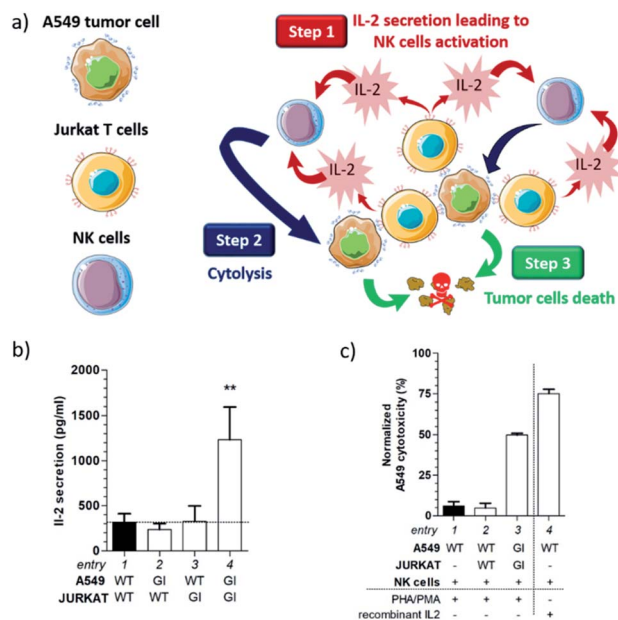 a)
A549 tumor cell
Jurkat T cells
NK cells
Step 1
IL-2 secretion leading to
NK cells activation
IL-2
IL-2
IL-2
IL-2
Step 2
Cytolysis
Step 3
Tumor cells death
b)
Il-2 secretion (pg/ml)
2000
1500
1000
500
0
**
entry 1 2 3 4
A549 WT GI WT GI
JURKAT WT WT GI GI
c)
Normalized
A549 cytotoxicity (%)
100
75
50
25
0
entry 1 2 3 4
A549 WT WT GI WT
JURKAT - WT GI -
NK cells + + + +
PHA/PMA + + + -
recombinant IL2 - - - +